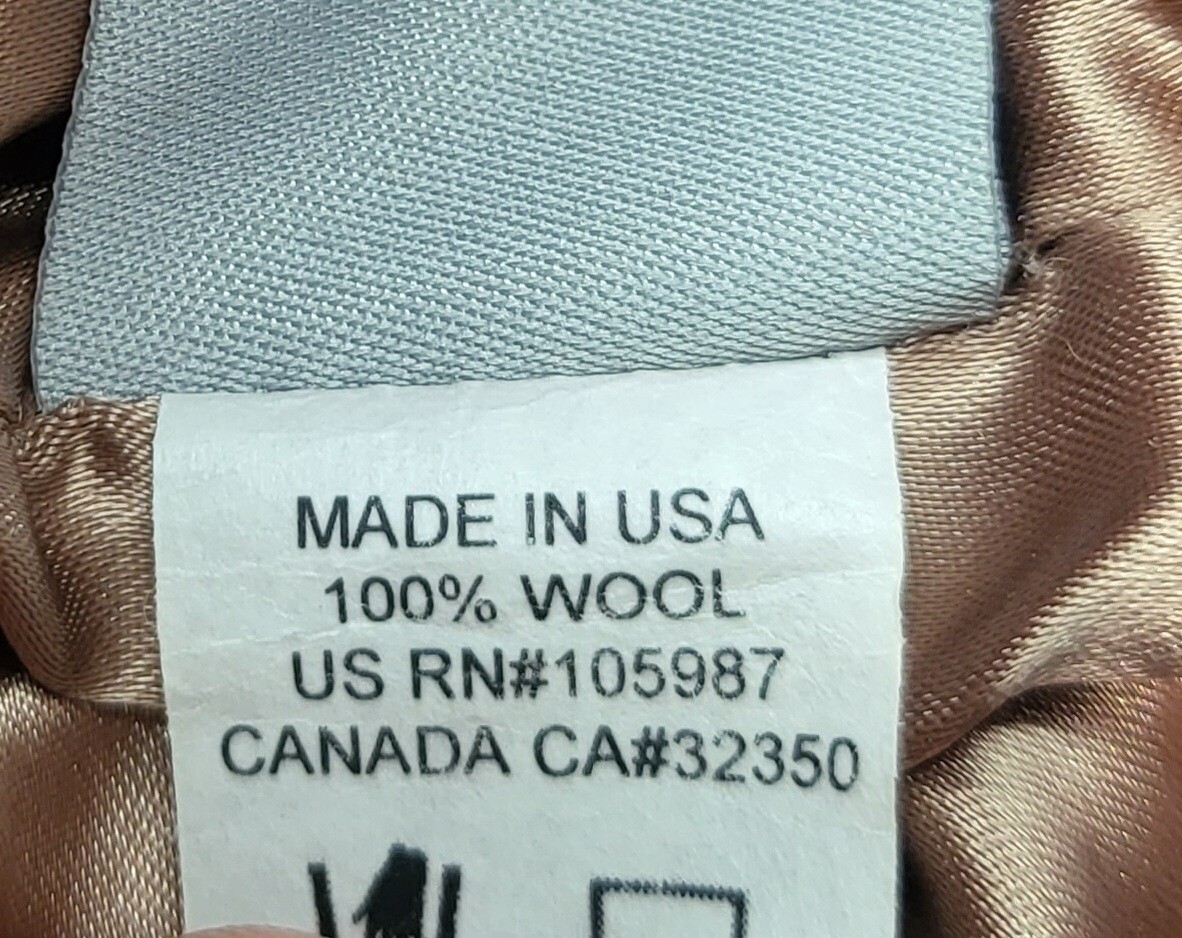 MADE IN USA
100% WOOL
US RN#105987
CANADA CA#32350